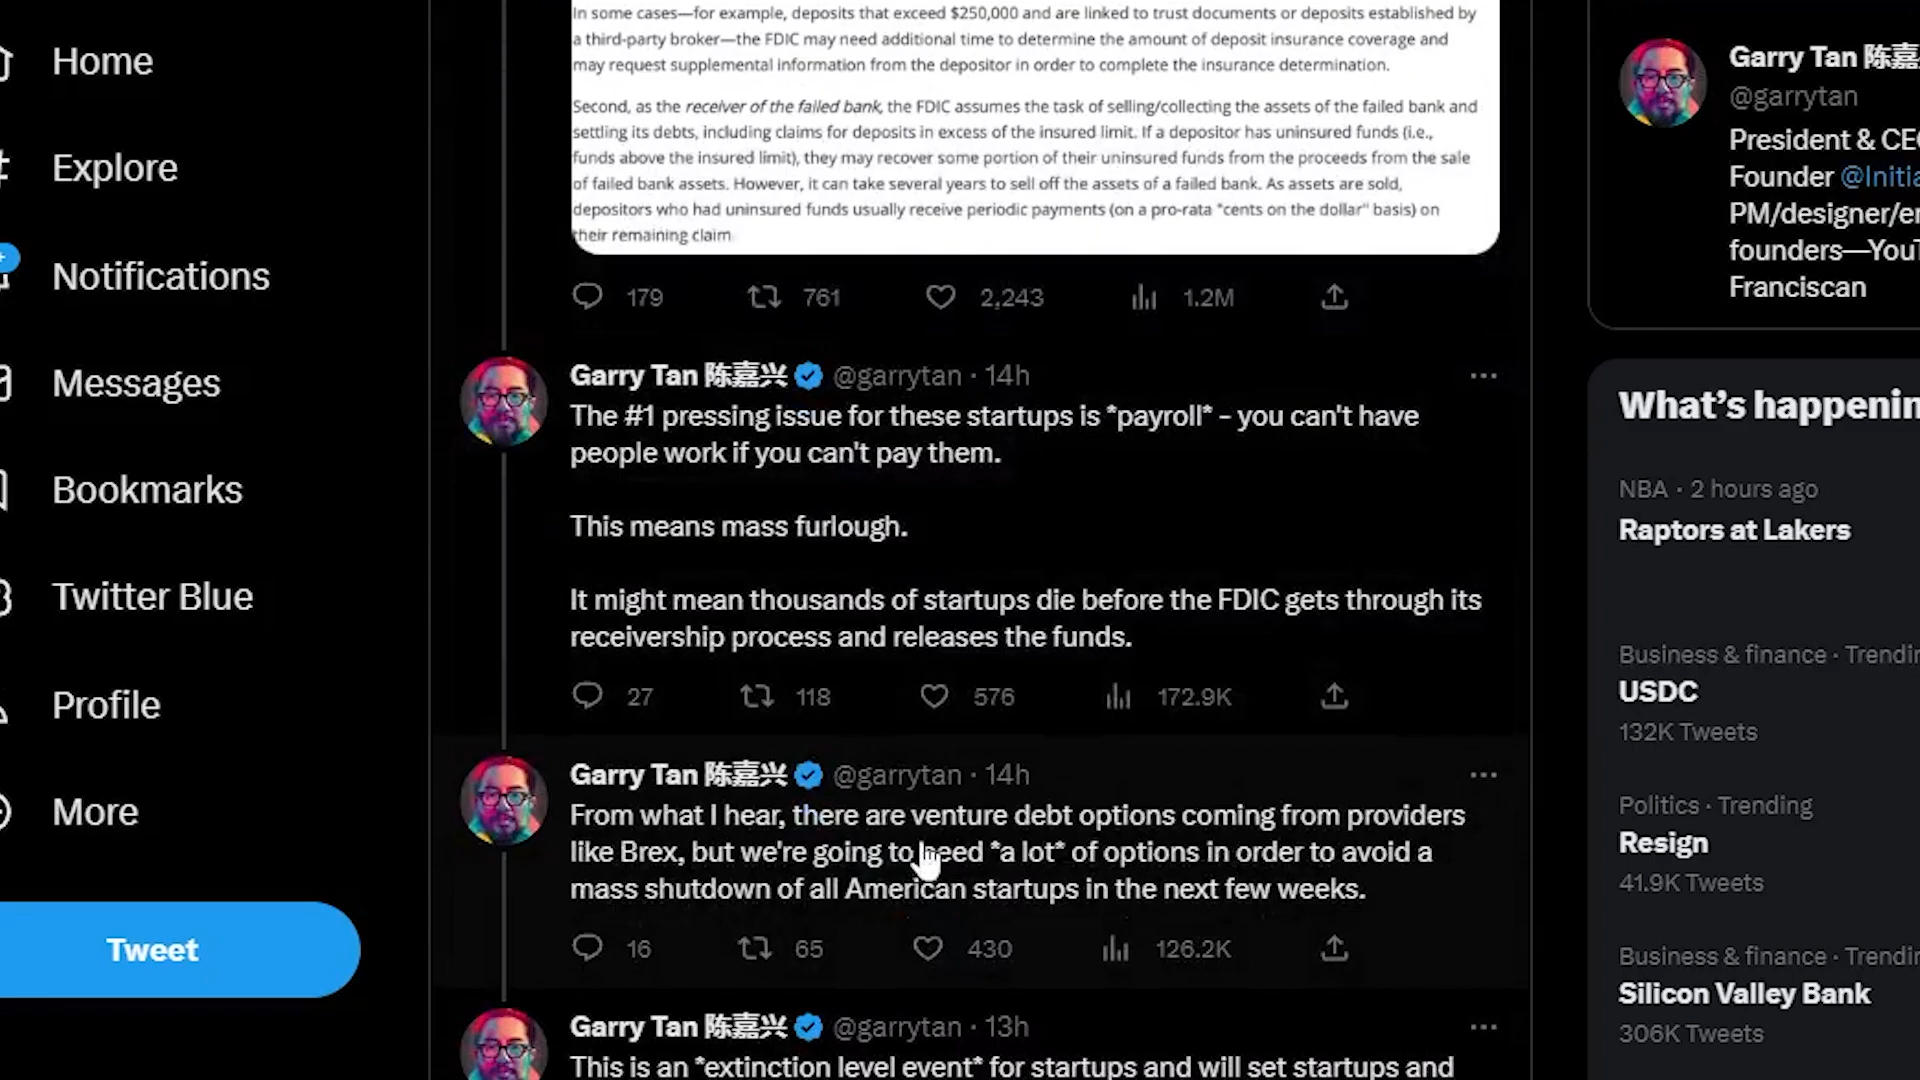 Home
Explore
Notifications
Messages
Bookmarks
Twitter Blue
Profile
More
Tweet
In some cases—for example, deposits that exceed $250,000 and are linked to trust documents or deposits established by
a third-party broker—the FDIC may need additional time to determine the amount of deposit insurance coverage and
may request supplemental information from the depositor in order to complete the insurance determination.
Second, as the receiver of the failed bank, the FDIC assumes the task of selling/collecting the assets of the failed bank and
settling its debts, including claims for deposits in excess of the insured limit. If a depositor has uninsured funds (i.e.,
funds above the insured limit), they may recover some portion of their uninsured funds from the proceeds from the sale
of failed bank assets. However, it can take several years to sell off the assets of a failed bank. As assets are sold,
depositors who had uninsured funds usually receive periodic payments (on a pro-rata "cents on the dollar" basis) on
their remaining claim.
179 761 2,243 1.2M
Garry Tan 陈嘉兴 @garrytan · 14h
The #1 pressing issue for these startups is *payroll* – you can't have
people work if you can't pay them.
This means mass furlough.
It might mean thousands of startups die before the FDIC gets through its
receivership process and releases the funds.
27 118 576 172.9K
Garry Tan 陈嘉兴 @garrytan · 14h
From what I hear, there are venture debt options coming from providers
like Brex, but we're going to need *a lot* of options in order to avoid a
mass shutdown of all American startups in the next few weeks.
16 65 430 126.2K
Garry Tan 陈嘉兴 @garrytan · 13h
This is an *extinction level event* for startups and will set startups and
Garry Tan 陈嘉
@garrytan
President & CEO
Founder @Initia
PM/designer/en
founders—YouT
Franciscan
What's happenin
NBA · 2 hours ago
Raptors at Lakers
Business & finance · Trendin
USDC
132K Tweets
Politics · Trending
Resign
41.9K Tweets
Business & finance · Trendin
Silicon Valley Bank
306K Tweets